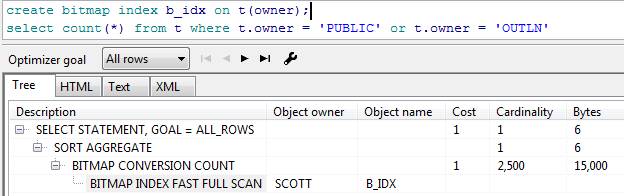 create bitmap index b_idx on t(owner);
select count(*) from t where t.owner = 'PUBLIC' or t.owner = 'OUTLN'
Optimizer goal All rows
Tree HTML Text XML
Description Object owner Object name Cost Cardinality Bytes
SELECT STATEMENT, GOAL = ALL_ROWS 1 1 6
SORT AGGREGATE 1 6
BITMAP CONVERSION COUNT 1 2,500 15,000
BITMAP INDEX FAST FULL SCAN SCOTT B_IDX